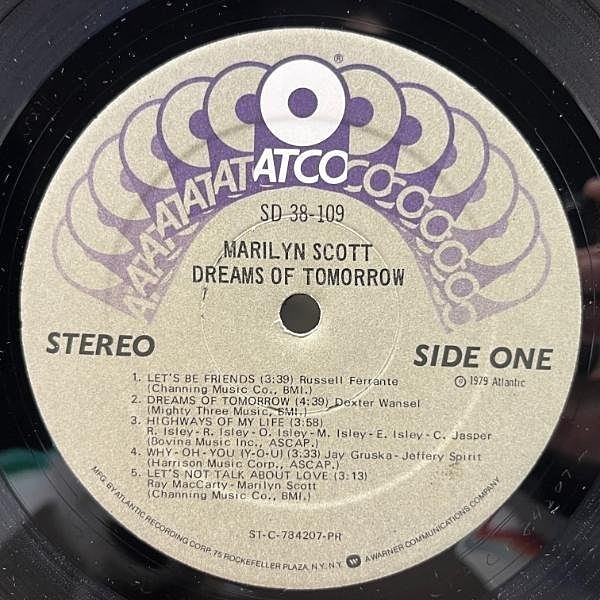 ®
ATATATATATATCOCOCOCOCOCO
SD 38-109
MARILYN SCOTT
DREAMS OF TOMORROW
STEREO
SIDE ONE
℗ 1979 Atlantic
1. LET'S BE FRIENDS (3:39) Russell Ferrante
(Channing Music Co., BMI.)
2. DREAMS OF TOMORROW (4:39) Dexter Wansel
(Mighty Three Music, BMI.)
3. HIGHWAYS OF MY LIFE (3:58)
R. Isley-R. Isley-O. Isley-M. Isley-E. Isley-C. Jasper
(Bovina Music Inc., ASCAP.)
4. WHY-OH-YOU (Y-O-U) (3:33) Jay Gruska-Jeffery Spirit
(Harrison Music Corp., ASCAP.)
5. LET'S NOT TALK ABOUT LOVE (3:13)
Ray MacCarty-Marilyn Scott
(Channing Music Co., BMI.)
ST-C-784207-PR
MFG. BY ATLANTIC RECORDING CORP. 75 ROCKEFELLER PLAZA, N.Y. N.Y. A WARNER COMMUNICATIONS COMPANY